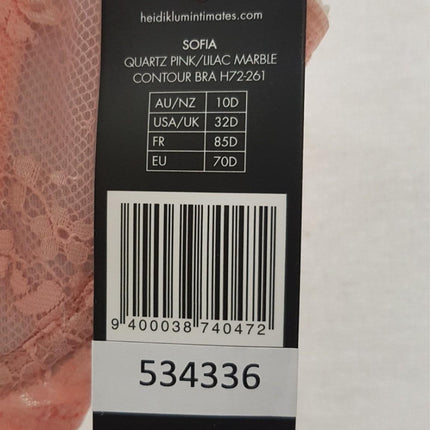 heidiklumintimates.com
SOFIA
QUARTZ PINK/LILAC MARBLE
CONTOUR BRA H72-261
AU/NZ 10D
USA/UK 32D
FR 85D
EU 70D
9 400038 740472
534336